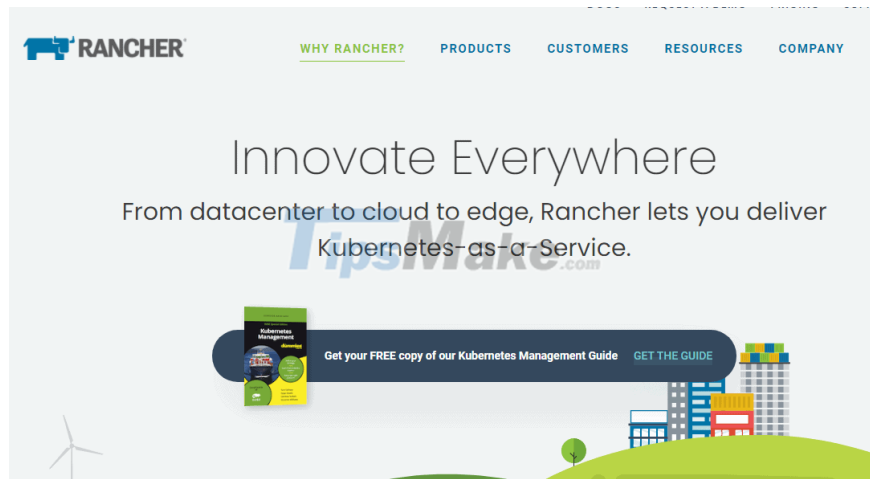 RANCHER
WHY RANCHER? PRODUCTS CUSTOMERS RESOURCES COMPANY
Innovate Everywhere
From datacenter to cloud to edge, Rancher lets you deliver
Kubernetes-as-a-Service.
TipsMake.com
Kubernetes
Management
dummies
Get your FREE copy of our Kubernetes Management Guide GET THE GUIDE